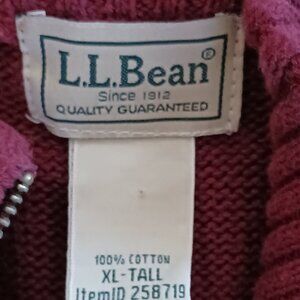 L.L.Bean®
Since 1912
QUALITY GUARANTEED
100% COTTON
XL-TALL
ItemID 258719